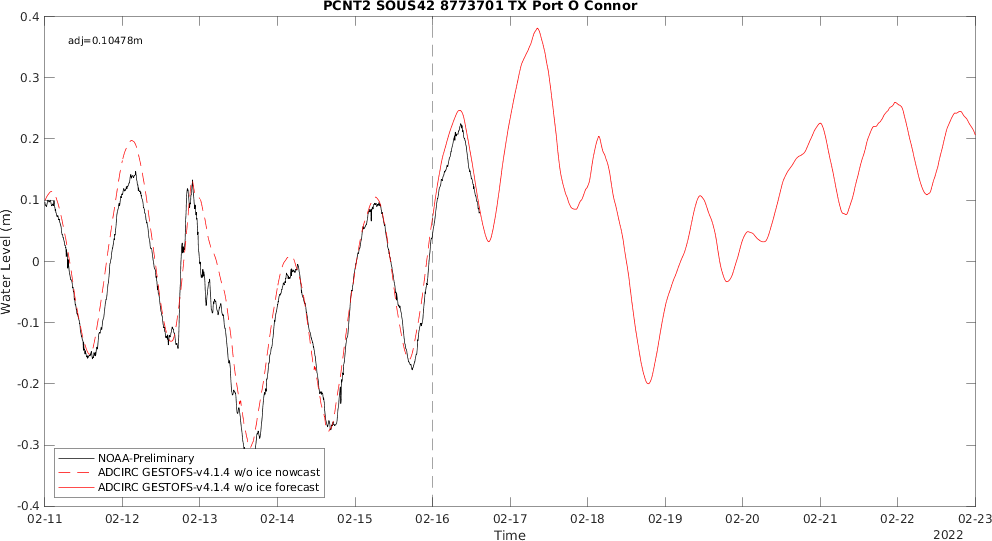 PCNT2 SOUS42 8773701 TX Port O Connor
adj=0.10478m
0.4
0.3
0.2
0.1
0
-0.1
-0.2
-0.3
-0.4
Water Level (m)
NOAA-Preliminary
ADCIRC GESTOFS-v4.1.4 w/o ice nowcast
ADCIRC GESTOFS-v4.1.4 w/o ice forecast
02-11 02-12 02-13 02-14 02-15 02-16 02-17 02-18 02-19 02-20 02-21 02-22 02-23
Time
2022